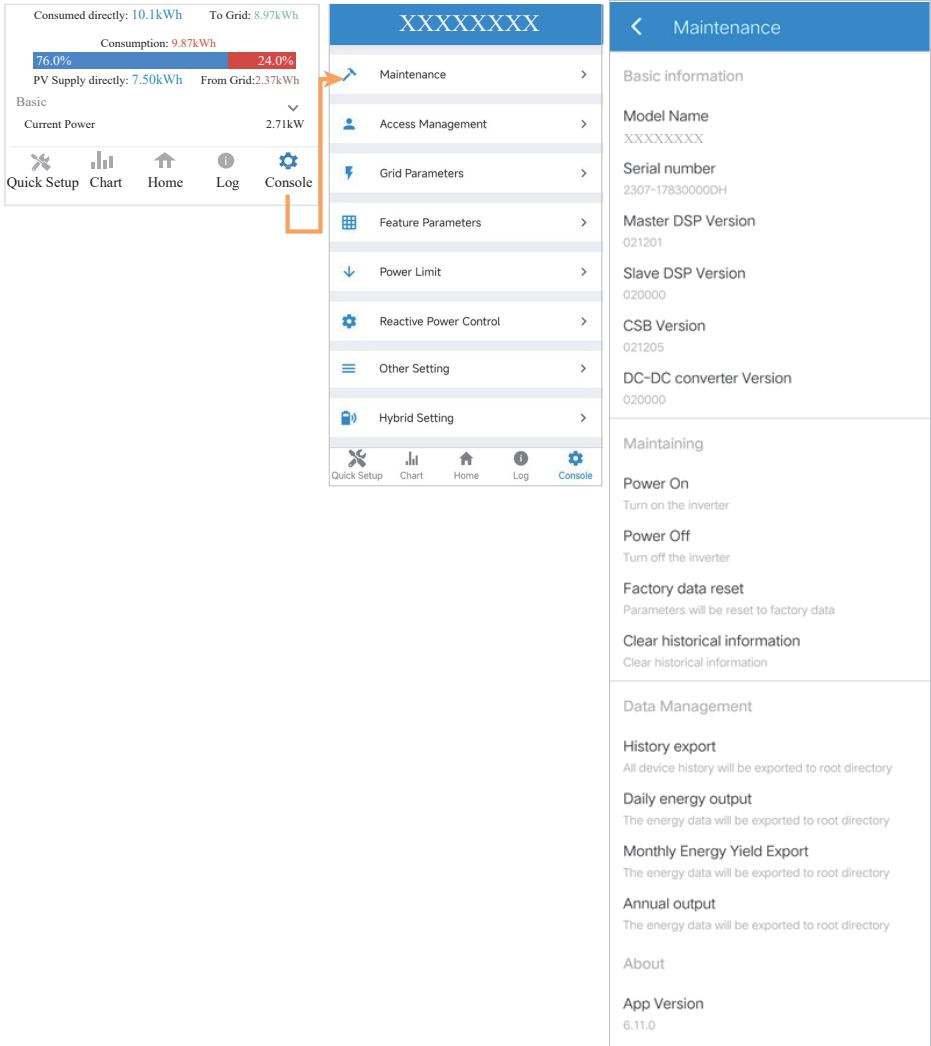 Consumed directly: 10.1kWh To Grid: 8.97kWh
Consumption: 9.87kWh
76.0% 24.0%
PV Supply directly: 7.50kWh From Grid:2.37kWh
Basic
Current Power 2.71kW
Quick Setup Chart Home Log Console
XXXXXXXX
Maintenance
Access Management
Grid Parameters
Feature Parameters
Power Limit
Reactive Power Control
Other Setting
Hybrid Setting
Quick Setup Chart Home Log Console
Maintenance
Basic information
Model Name
XXXXXXXX
Serial number
2307-17830000DH
Master DSP Version
021201
Slave DSP Version
020000
CSB Version
021205
DC-DC converter Version
020000
Maintaining
Power On
Turn on the inverter
Power Off
Turn off the inverter
Factory data reset
Parameters will be reset to factory data
Clear historical information
Clear historical information
Data Management
History export
All device history will be exported to root directory
Daily energy output
The energy data will be exported to root directory
Monthly Energy Yield Export
The energy data will be exported to root directory
Annual output
The energy data will be exported to root directory
About
App Version
6.11.0